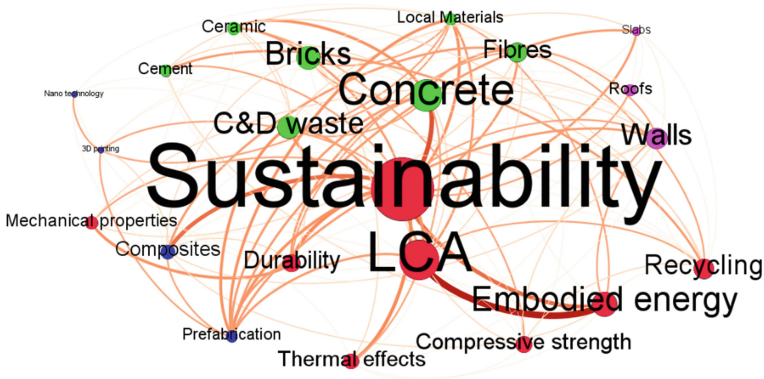 Local Materials
Ceramic
Slabs
Bricks
Fibres
Cement
Concrete
Roofs
Nano technology
C&D waste
Walls
3D printing
Sustainability
Mechanical properties
Composites
Durability
LCA
Recycling
Embodied energy
Prefabrication
Compressive strength
Thermal effects